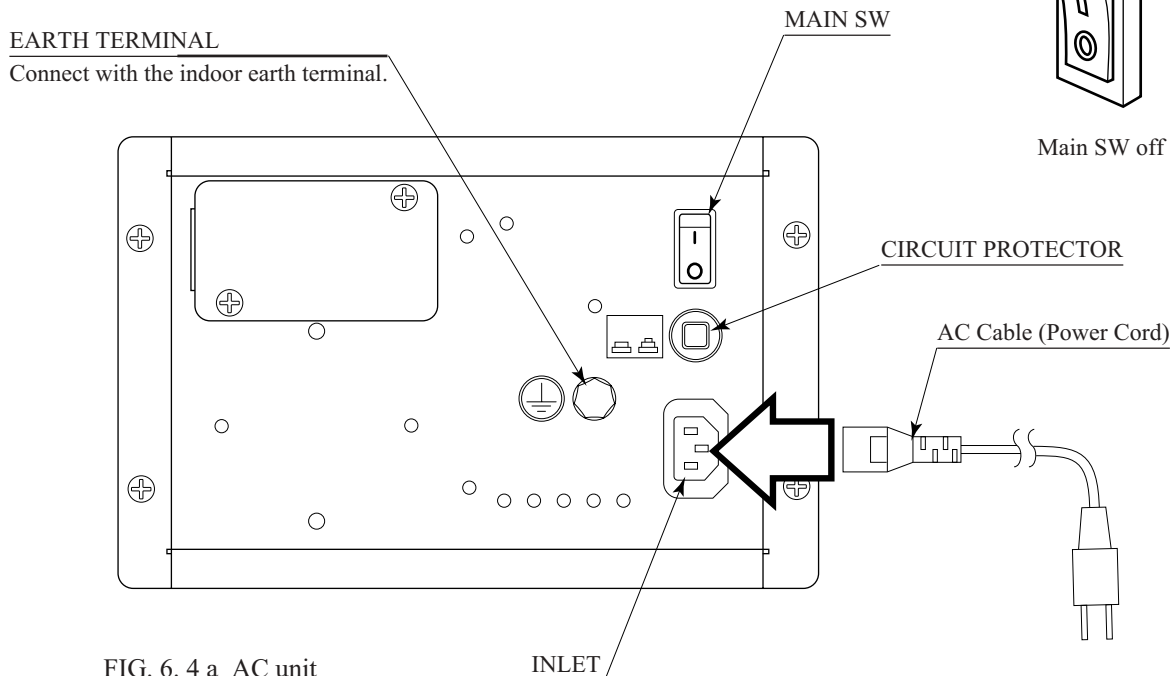 MAIN SW
EARTH TERMINAL
Connect with the indoor earth terminal.
Main SW off
CIRCUIT PROTECTOR
AC Cable (Power Cord)
FIG. 6. 4 a AC unit
INLET